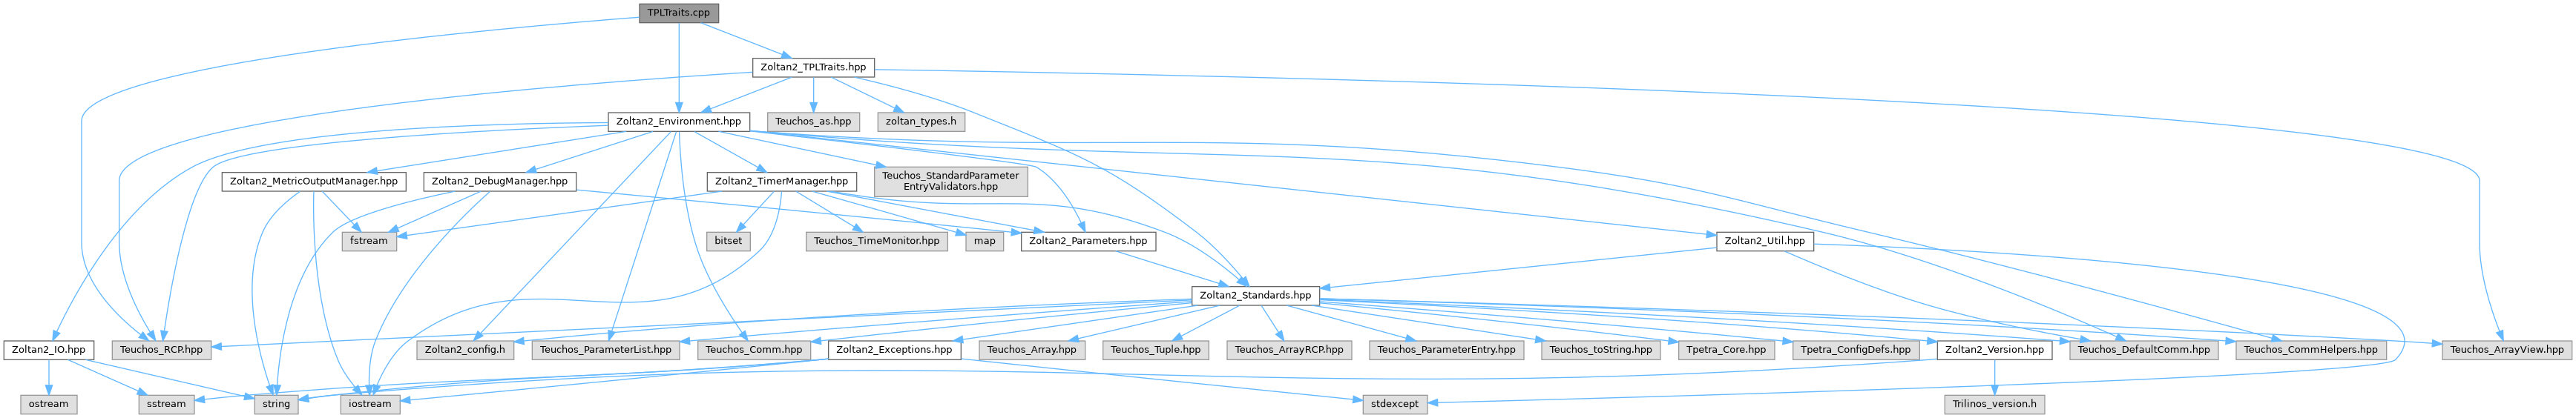 TPLTraits.cpp
Zoltan2_TPLTraits.hpp
Zoltan2_Environment.hpp
Teuchos_as.hpp
zoltan_types.h
Zoltan2_MetricOutputManager.hpp
Zoltan2_DebugManager.hpp
Zoltan2_TimerManager.hpp
Teuchos_StandardParameter
EntryValidators.hpp
fstream
bitset
Teuchos_TimeMonitor.hpp
map
Zoltan2_Parameters.hpp
Zoltan2_Util.hpp
Zoltan2_Standards.hpp
Zoltan2_IO.hpp
Teuchos_RCP.hpp
Zoltan2_config.h
Teuchos_ParameterList.hpp
Teuchos_Comm.hpp
Zoltan2_Exceptions.hpp
Teuchos_Array.hpp
Teuchos_Tuple.hpp
Teuchos_ArrayRCP.hpp
Teuchos_ParameterEntry.hpp
Teuchos_toString.hpp
Tpetra_Core.hpp
Tpetra_ConfigDefs.hpp
Zoltan2_Version.hpp
Teuchos_DefaultComm.hpp
Teuchos_CommHelpers.hpp
Teuchos_ArrayView.hpp
ostream
sstream
string
iostream
stdexcept
Trilinos_version.h